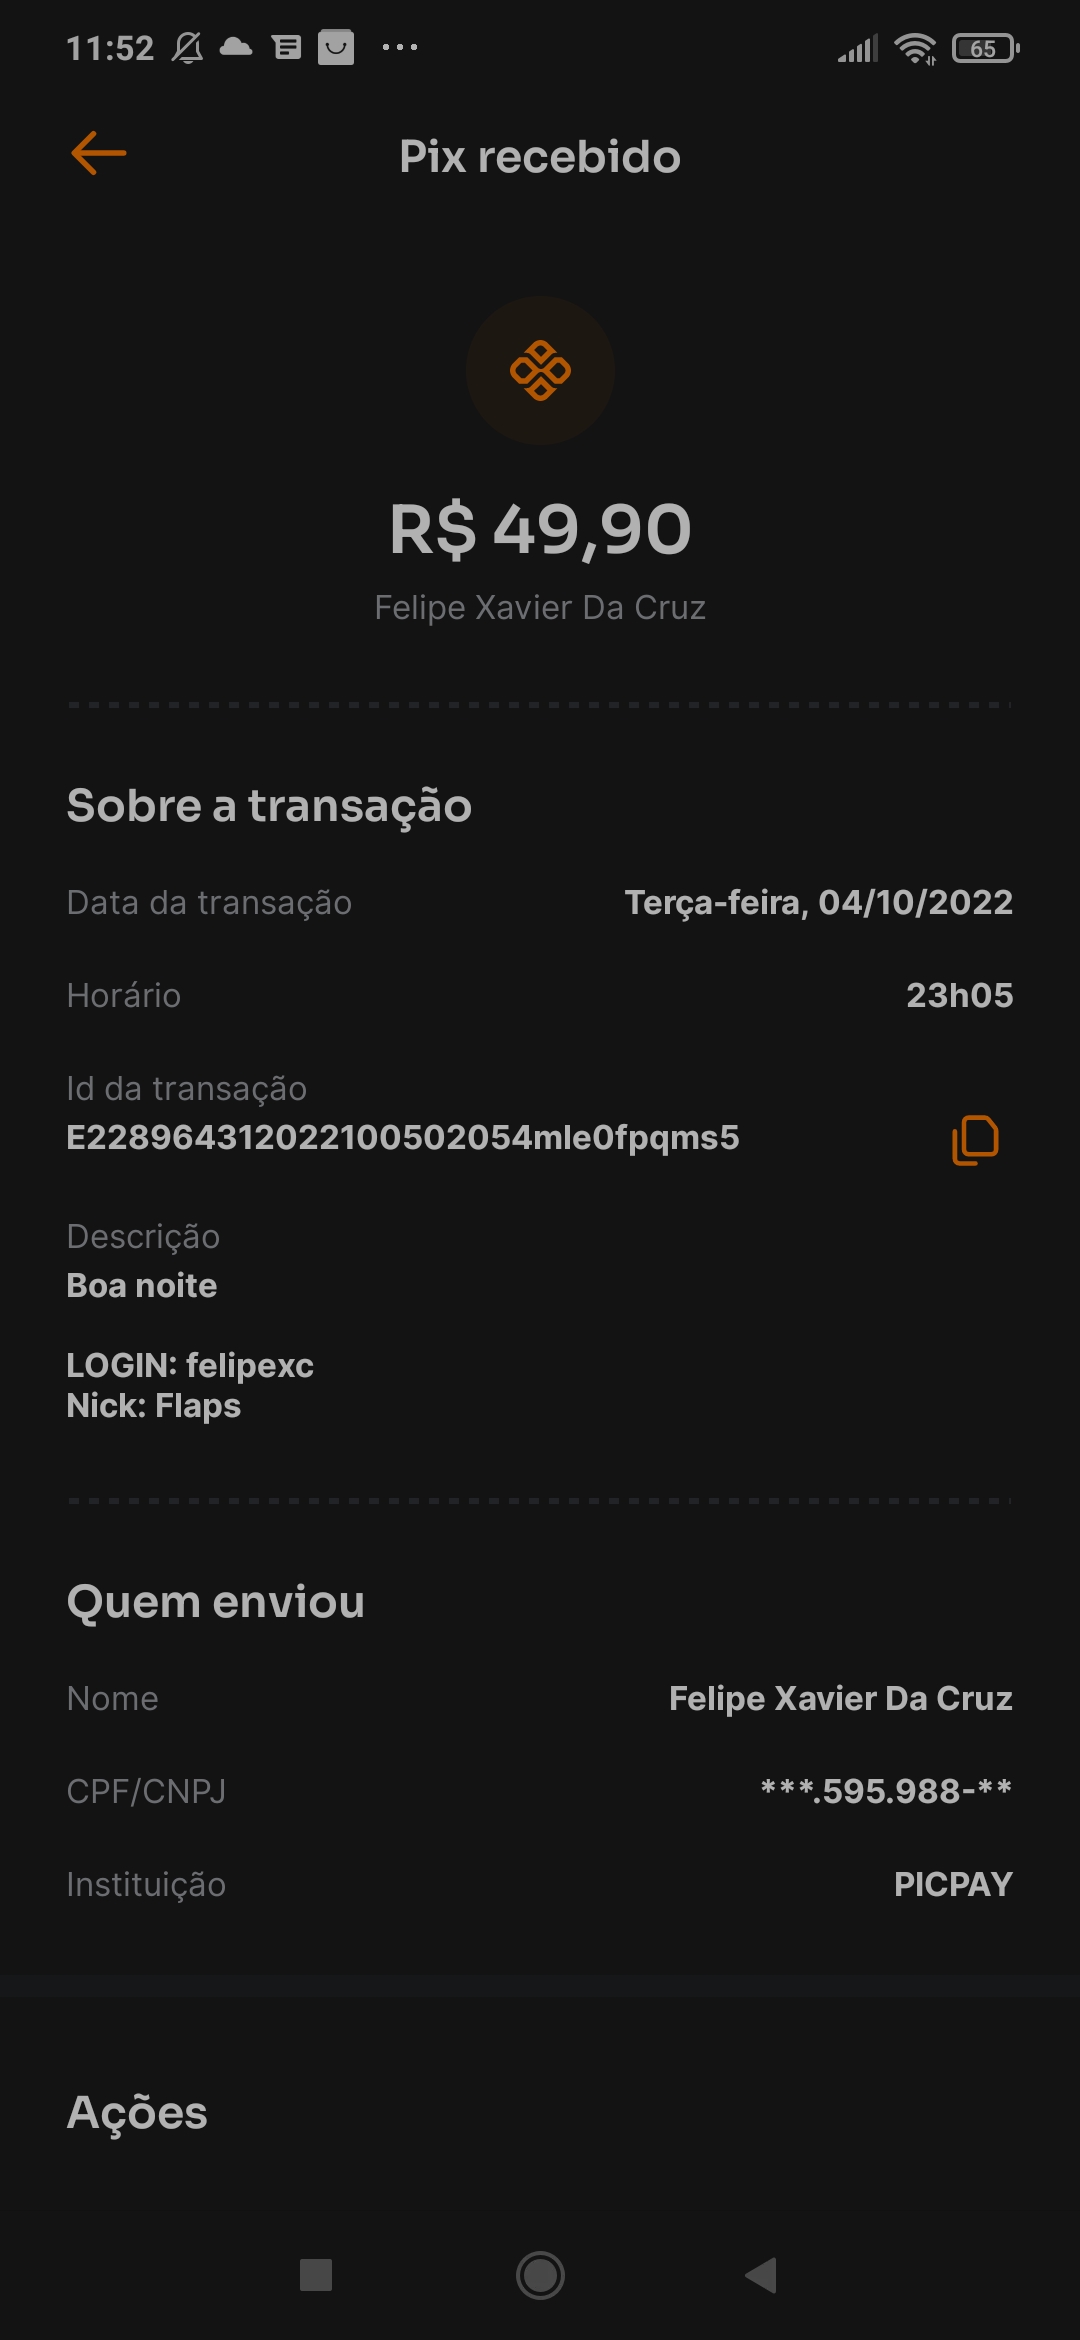 11:52
65
Pix recebido
R$ 49,90
Felipe Xavier Da Cruz
Sobre a transação
Data da transação Terça-feira, 04/10/2022
Horário 23h05
Id da transação
E22896431202210050​2054mle0fpqms5
Descrição
Boa noite
LOGIN: felipexc
Nick: Flaps
Quem enviou
Nome Felipe Xavier Da Cruz
CPF/CNPJ ***.595.988-**
Instituição PICPAY
Ações